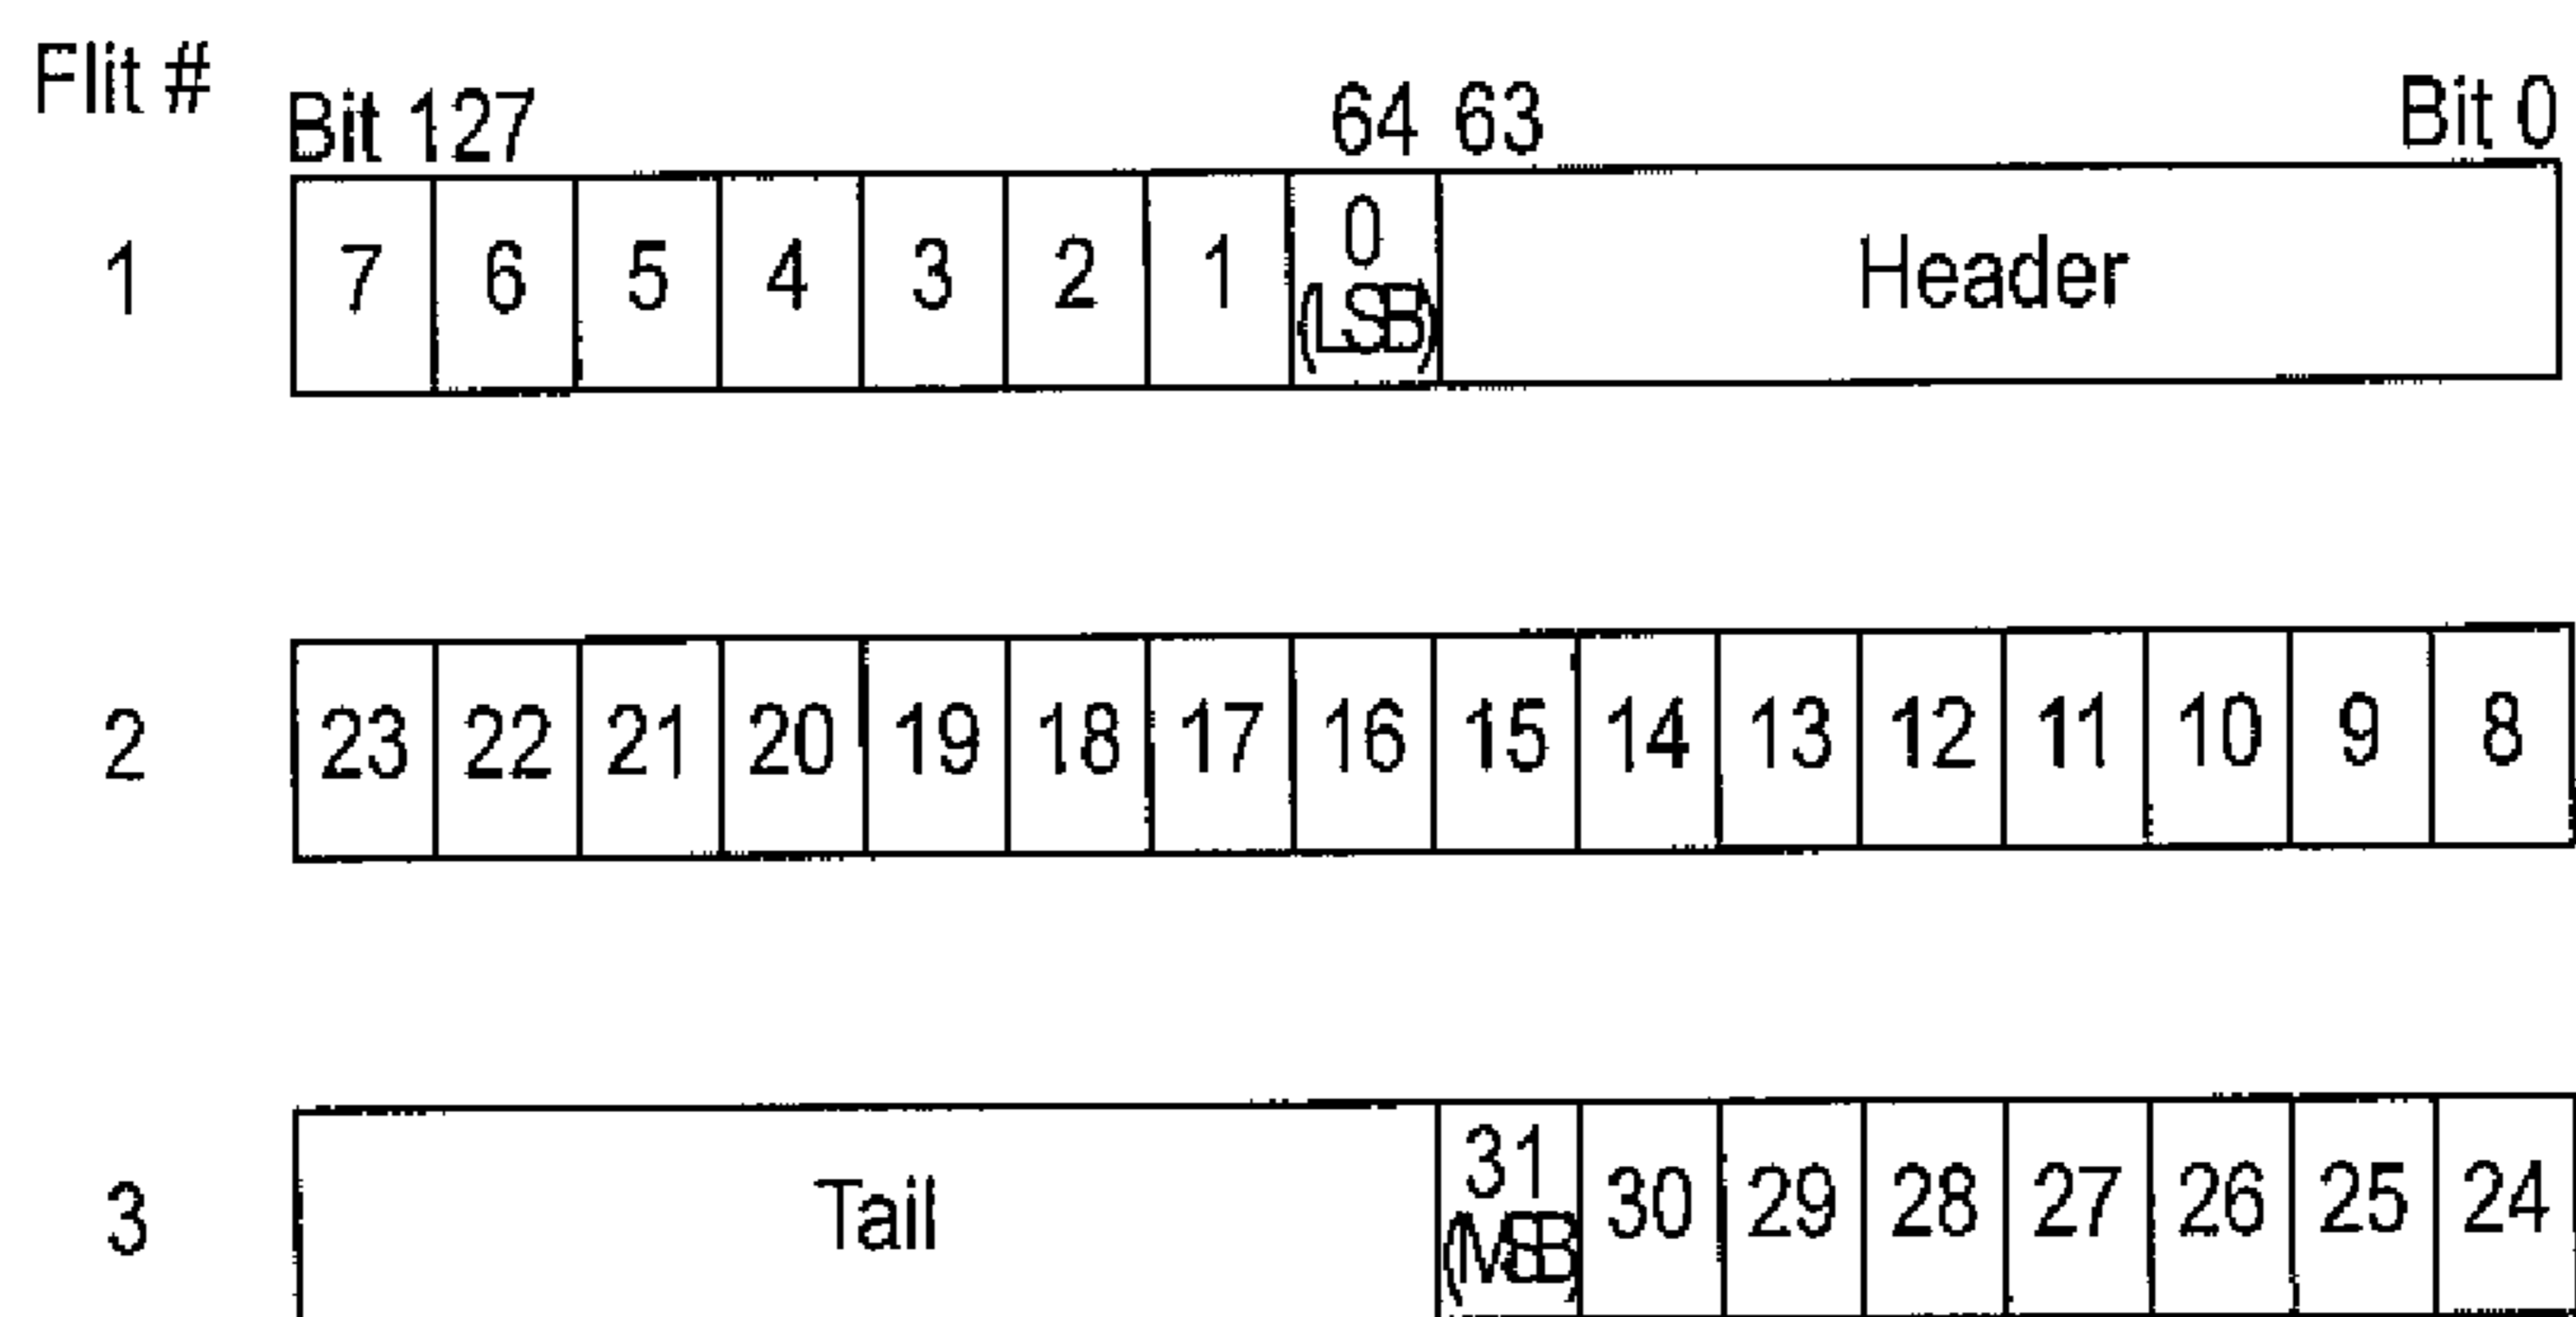 Flit #
Bit 127 64 63 Bit 0
1 7 6 5 4 3 2 1 0 (LSB) Header
2 23 22 21 20 19 18 17 16 15 14 13 12 11 10 9 8
3 Tail 31 (MSB) 30 29 28 27 26 25 24